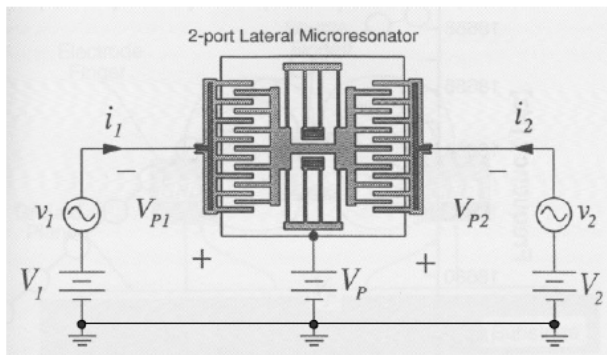 2-port Lateral Microresonator
i1
i2
v1
− VP1
VP2 −
v2
+
+
V1
VP
V2